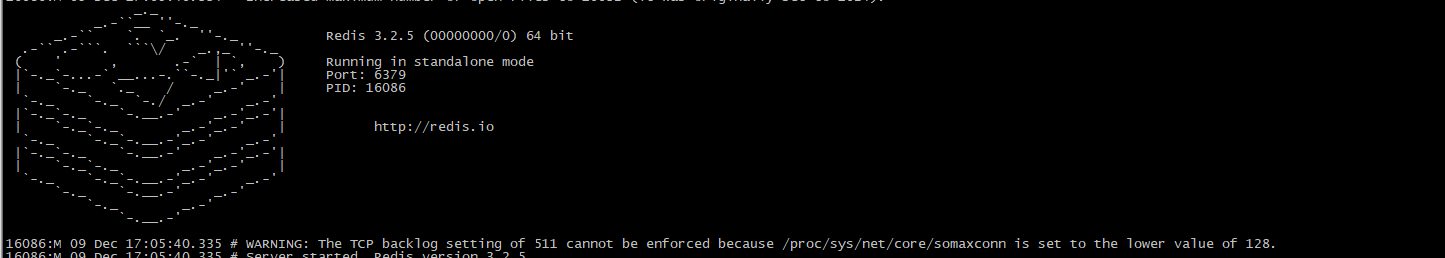 Redis 3.2.5 (00000000/0) 64 bit
Running in standalone mode
Port: 6379
PID: 16086
http://redis.io
16086:M 09 Dec 17:05:40.335 # WARNING: The TCP backlog setting of 511 cannot be enforced because /proc/sys/net/core/somaxconn is set to the lower value of 128.
16086:M 09 Dec 17:05:40.335 # Server started, Redis version 3.2.5